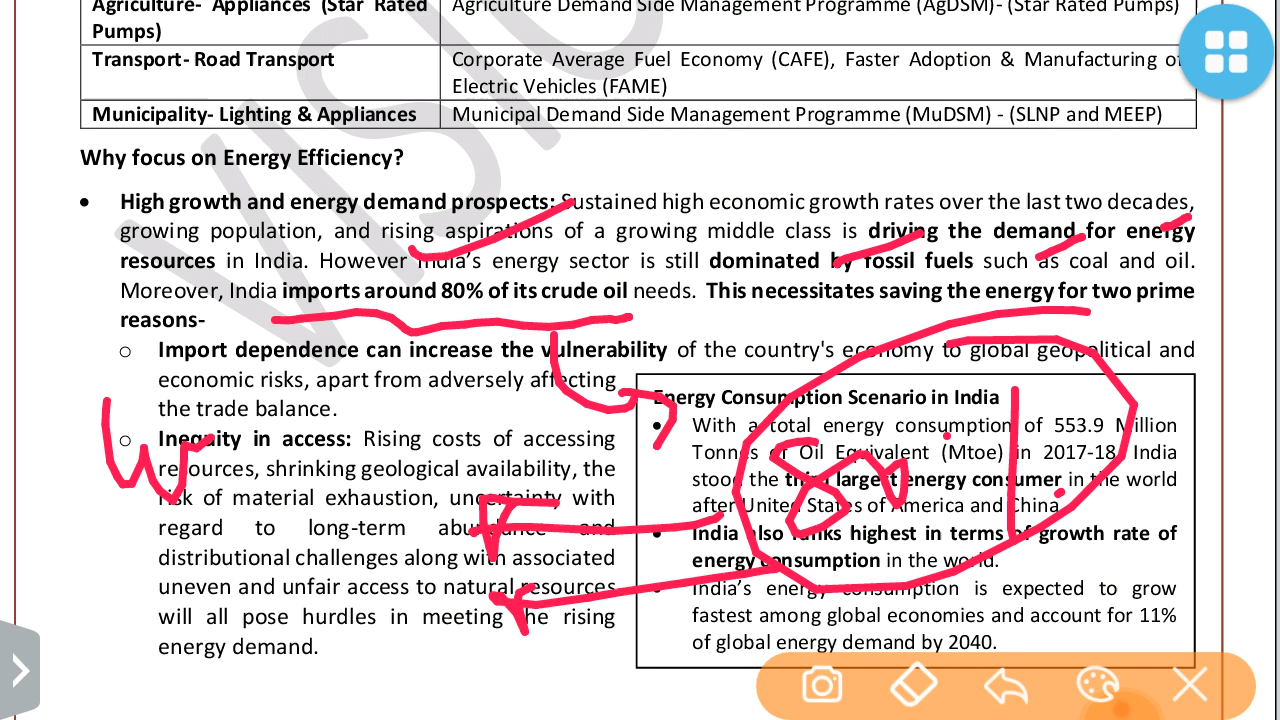 Agriculture- Appliances (Star Rated Pumps)
Agriculture Demand Side Management Programme (AgDSM)- (Star Rated Pumps)
Transport- Road Transport
Corporate Average Fuel Economy (CAFE), Faster Adoption & Manufacturing of
Electric Vehicles (FAME)
Municipality- Lighting & Appliances
Municipal Demand Side Management Programme (MuDSM) - (SLNP and MEEP)
Why focus on Energy Efficiency?
• High growth and energy demand prospects: Sustained high economic growth rates over the last two decades,
growing population, and rising aspirations of a growing middle class is driving the demand for energy
resources in India. However India's energy sector is still dominated by fossil fuels such as coal and oil.
Moreover, India imports around 80% of its crude oil needs. This necessitates saving the energy for two prime
reasons-
o Import dependence can increase the vulnerability of the country's economy to global geopolitical and
economic risks, apart from adversely affecting
the trade balance.
o Inequity in access: Rising costs of accessing
resources, shrinking geological availability, the
risk of material exhaustion, uncertainty with
regard to long-term abundance and
distributional challenges along with associated
uneven and unfair access to natural resources
will all pose hurdles in meeting the rising
energy demand.
Energy Consumption Scenario in India
• With a total energy consumption of 553.9 Million
Tonnes of Oil Equivalent (Mtoe) in 2017-18, India
stood the third largest energy consumer in the world
after United States of America and China.
• India also ranks highest in terms of growth rate of
energy consumption in the world.
• India's energy consumption is expected to grow
fastest among global economies and account for 11%
of global energy demand by 2040.